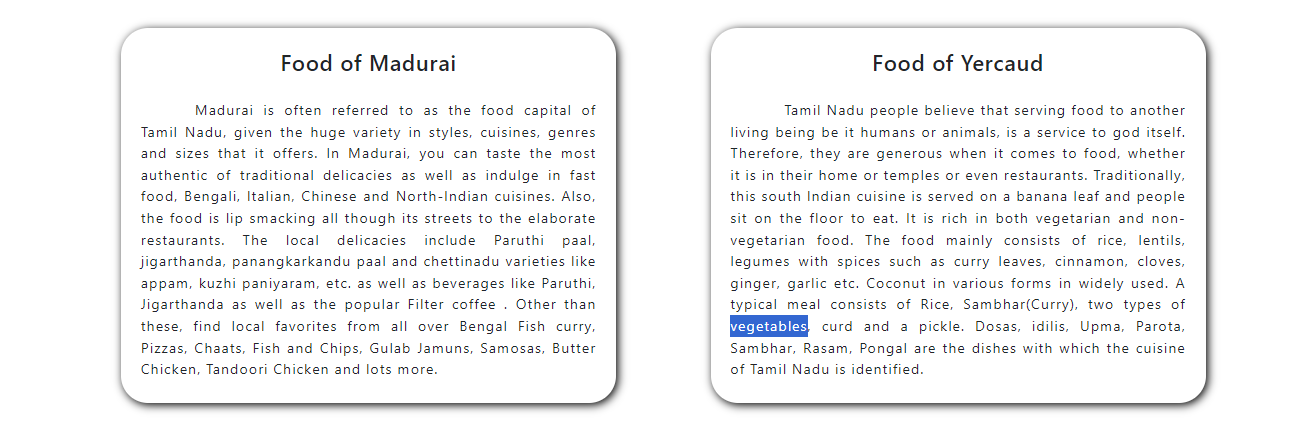 Food of Madurai
Madurai is often referred to as the food capital of
Tamil Nadu, given the huge variety in styles, cuisines, genres
and sizes that it offers. In Madurai, you can taste the most
authentic of traditional delicacies as well as indulge in fast
food, Bengali, Italian, Chinese and North-Indian cuisines. Also,
the food is lip smacking all though its streets to the elaborate
restaurants. The local delicacies include Paruthi paal,
jigarthanda, panangkarkandu paal and chettinadu varieties like
appam, kuzhi paniyaram, etc. as well as beverages like Paruthi,
Jigarthanda as well as the popular Filter coffee . Other than
these, find local favorites from all over Bengal Fish curry,
Pizzas, Chaats, Fish and Chips, Gulab Jamuns, Samosas, Butter
Chicken, Tandoori Chicken and lots more.
Food of Yercaud
Tamil Nadu people believe that serving food to another
living being be it humans or animals, is a service to god itself.
Therefore, they are generous when it comes to food, whether
it is in their home or temples or even restaurants. Traditionally,
this south Indian cuisine is served on a banana leaf and people
sit on the floor to eat. It is rich in both vegetarian and non-
vegetarian food. The food mainly consists of rice, lentils,
legumes with spices such as curry leaves, cinnamon, cloves,
ginger, garlic etc. Coconut in various forms in widely used. A
typical meal consists of Rice, Sambhar(Curry), two types of
vegetables, curd and a pickle. Dosas, idilis, Upma, Parota,
Sambhar, Rasam, Pongal are the dishes with which the cuisine
of Tamil Nadu is identified.